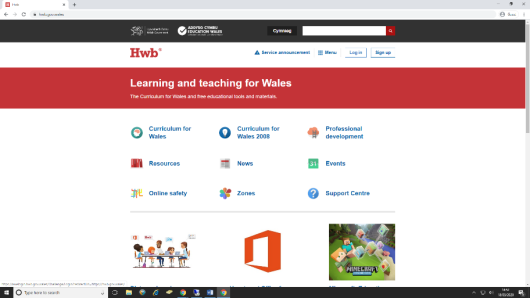 Hwb
hwb.gov.wales
Llywodraeth Cymru
Welsh Government
ADDYSG CYMRU
EDUCATION WALES
Cymraeg
Hwb
Service announcement
Menu
Log in
Sign up
Learning and teaching for Wales
The Curriculum for Wales and free educational tools and materials.
Curriculum for
Wales
Curriculum for
Wales 2008
Professional
development
Resources
News
Events
Online safety
Zones
Support Centre
Hwb
MINECRAFT
Type here to search